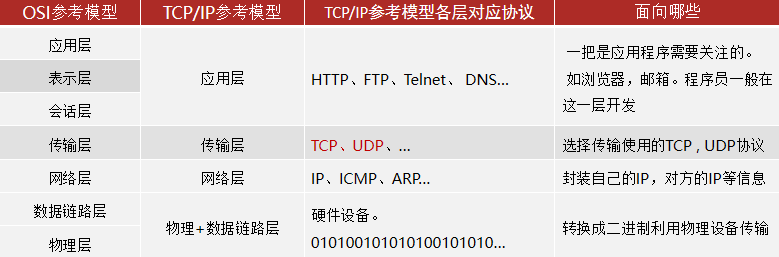 OSI参考模型 TCP/IP参考模型 TCP/IP参考模型各层对应协议 面向哪些
应用层
表示层
会话层
应用层
HTTP、FTP、Telnet、 DNS...
一把是应用程序需要关注的。
如浏览器，邮箱。程序员一般在
这一层开发
传输层 传输层 TCP、UDP、... 选择传输使用的TCP , UDP协议
网络层 网络层 IP、ICMP、ARP... 封装自己的IP，对方的IP等信息
数据链路层
物理层
物理+数据链路层
硬件设备。
010100101010100101010...
转换成二进制利用物理设备传输